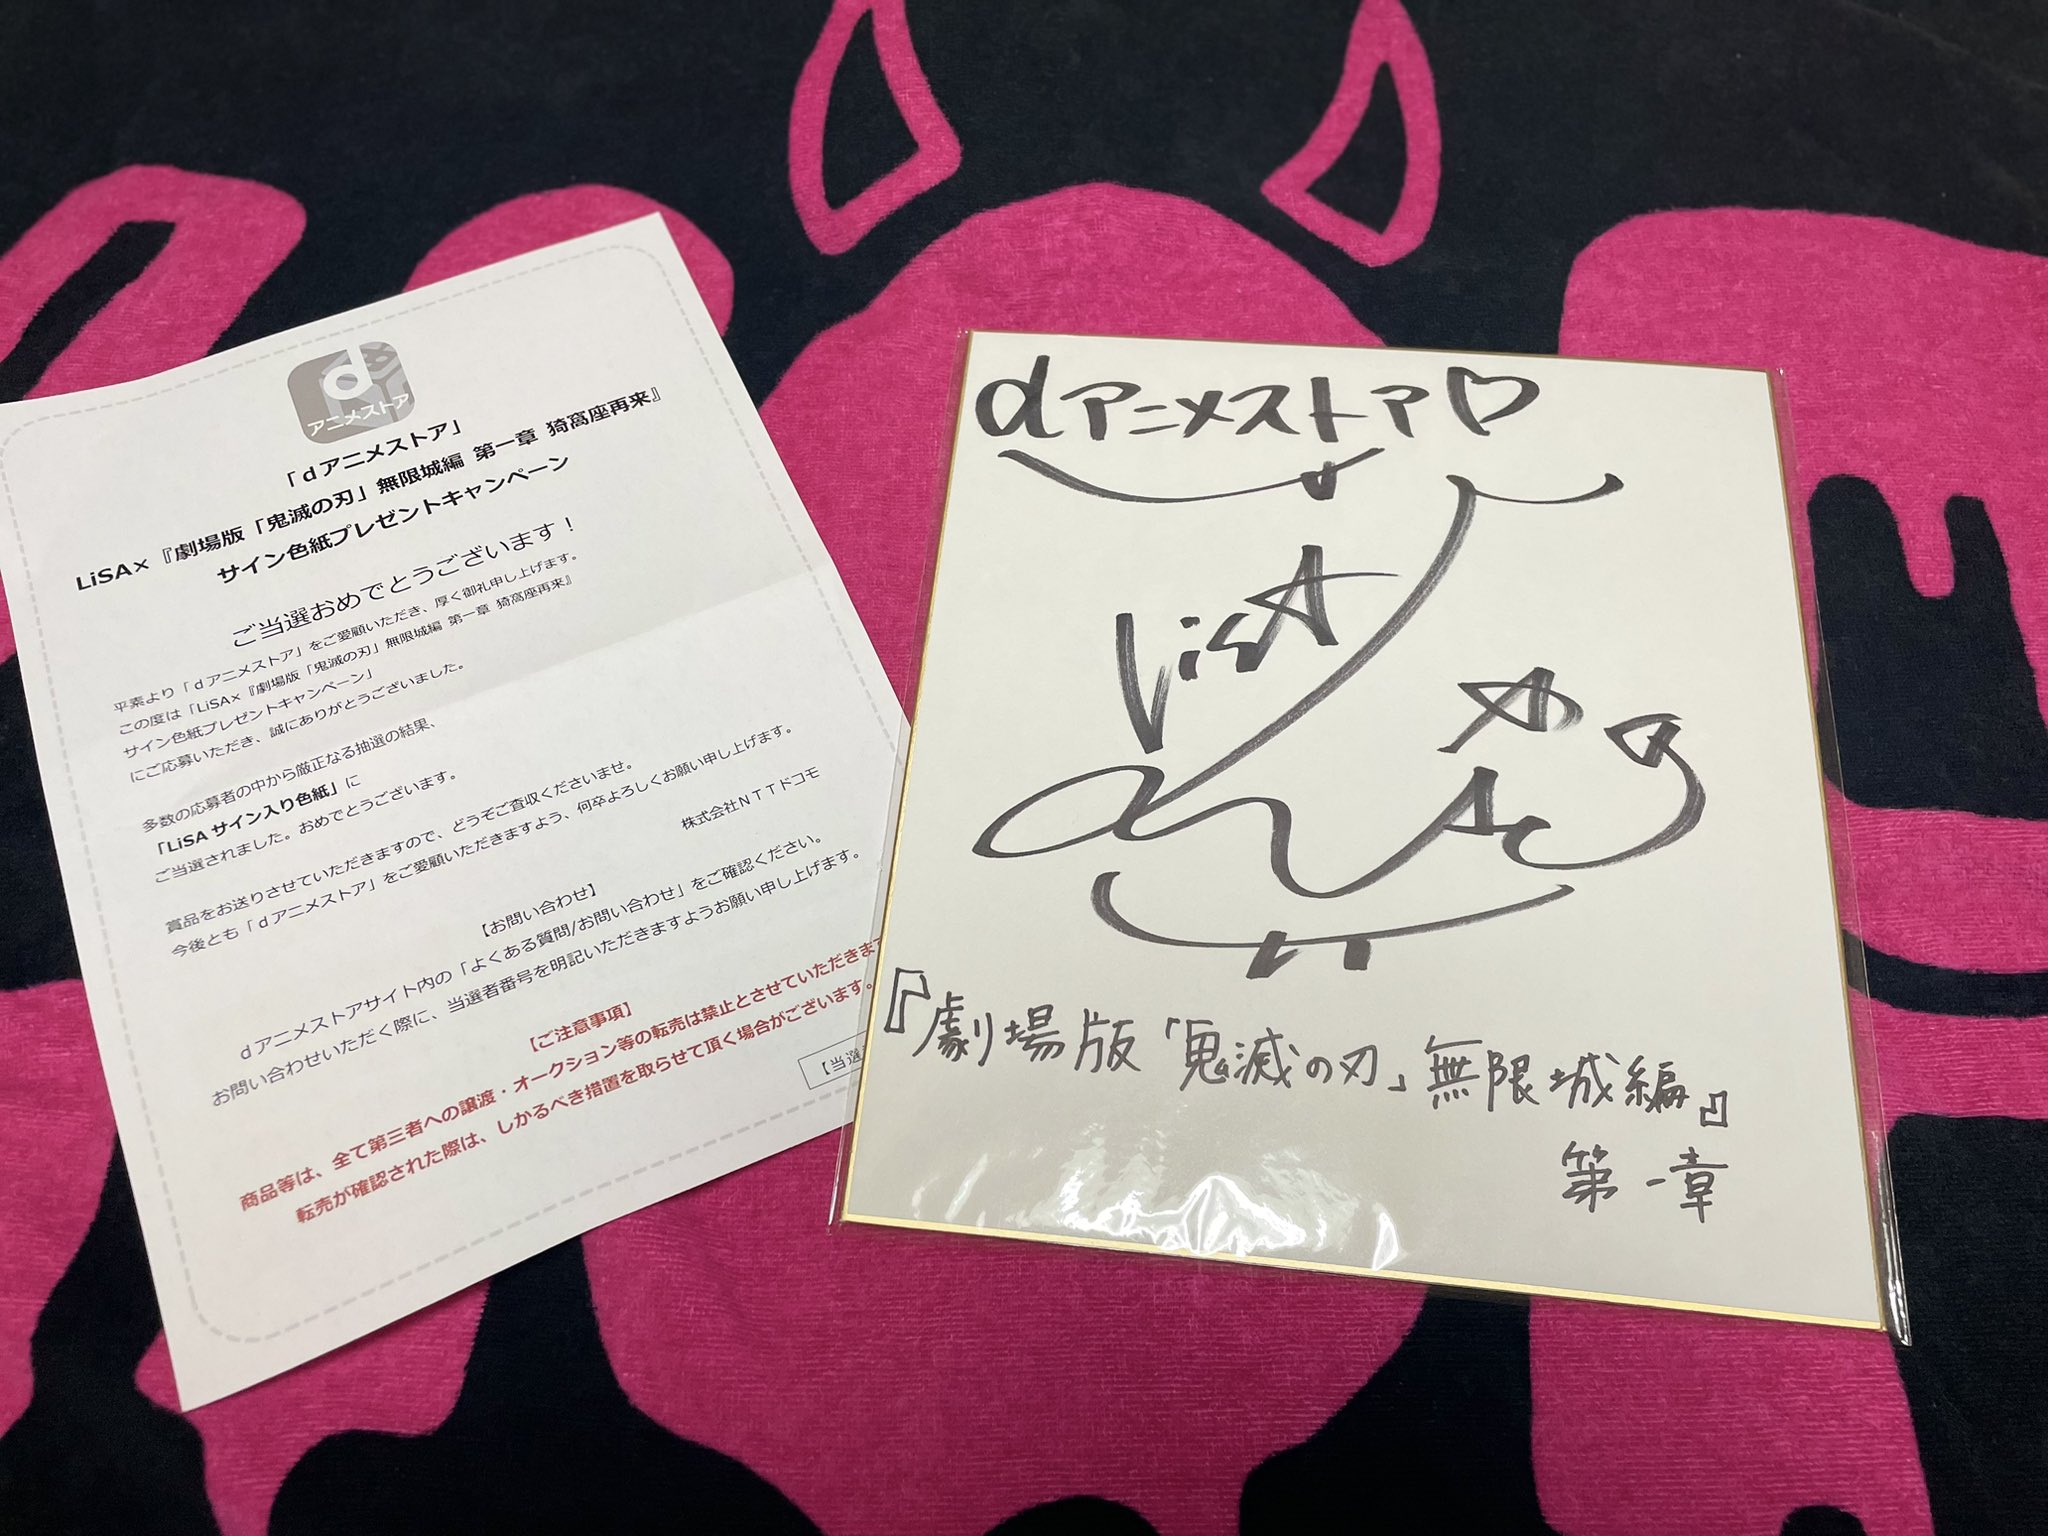 d
アニメストア
「ｄアニメストア」
LiSA×『劇場版「鬼滅の刃」無限城編 第一章 猗窩座再来』
サイン色紙プレゼントキャンペーン
ご当選おめでとうございます！
平素より「ｄアニメストア」をご愛顧いただき、厚く御礼申し上げます。
この度は「LiSA×『劇場版「鬼滅の刃」無限城編 第一章 猗窩座再来』
サイン色紙プレゼントキャンペーン」
にご応募いただき、誠にありがとうございました。
多数の応募者の中から厳正なる抽選の結果、
「LiSAサイン入り色紙」に
ご当選されました。おめでとうございます。
賞品をお送りさせていただきますので、どうぞご査収くださいませ。
今後とも「ｄアニメストア」をご愛顧いただきますよう、何卒よろしくお願い申し上げます。
株式会社ＮＴＴドコモ
【お問い合わせ】
ｄアニメストアサイト内の「よくある質問/お問い合わせ」をご確認ください。
お問い合わせいただく際に、当選者番号を明記いただきますようお願い申し上げます。
【ご注意事項】
商品等は、全て第三者への譲渡・オークション等の転売は禁止とさせていただきます
転売が確認された際は、しかるべき措置を取らせて頂く場合がございます。
【当選
dアニメストア♡
LiSA
『劇場版「鬼滅の刃」無限城編』
第一章